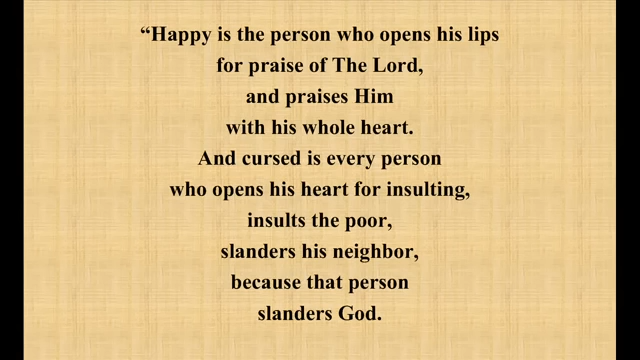 “Happy is the person who opens his lips
for praise of The Lord,
and praises Him
with his whole heart.
And cursed is every person
who opens his heart for insulting,
insults the poor,
slanders his neighbor,
because that person
slanders God.